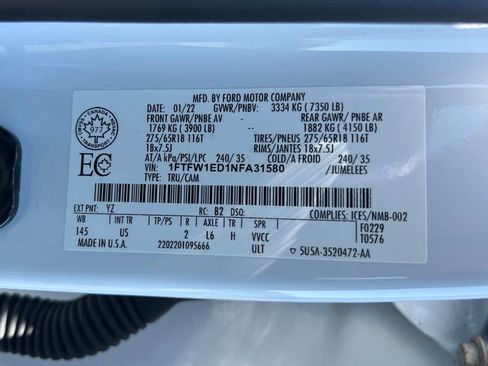 MFD. BY FORD MOTOR COMPANY
DATE: 01/22 GVWR/PNBV: 3334 KG ( 7350 LB)
FRONT GAWR/PNBE AV REAR GAWR/PNBE AR
1769 KG ( 3900 LB) 1882 KG ( 4150 LB)
275/65R18 116T TIRES/PNEUS 275/65R18 116T
18x7.5J RIMS/JANTES 18x7.5J
AT/A kPa/PSI/LPC 240/ 35 COLD/A FROID 240/ 35
VIN: 1FTFW1ED1NFA31580 /JUMELEES
TYPE: TRU/CAM
CANADA
977
EC
EXT PNT: YZ RC: B2 DSO: COMPLIES: ICES/NMB-002
WB INT TR TP/PS R AXLE TR SPR F0229
145 US 2 L6 H VVCC T0576
MADE IN U.S.A. 2202201095666 ULT 5U5A-3520472-AA